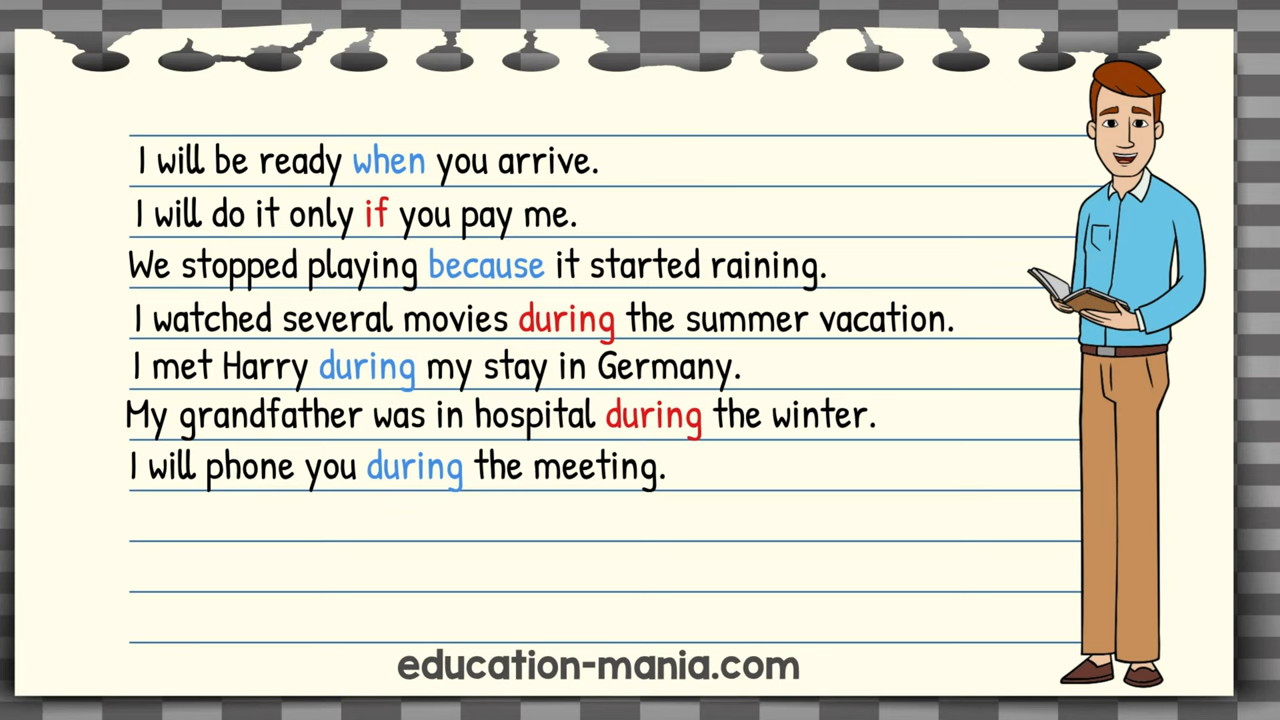 I will be ready when you arrive.
I will do it only if you pay me.
We stopped playing because it started raining.
I watched several movies during the summer vacation.
I met Harry during my stay in Germany.
My grandfather was in hospital during the winter.
I will phone you during the meeting.
education-mania.com